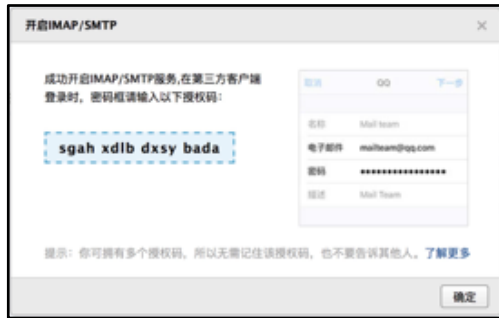 开启IMAP/SMTP
×
成功开启IMAP/SMTP服务,在第三方客户端
登录时，密码框请输入以下授权码：
sgah xdlb dxsy bada
取消 QQ 下一步
名称 Mail team
电子邮件 mailteam@qq.com
密码 ••••••••••••••••
描述 Mail Team
提示：你可拥有多个授权码，所以无需记住该授权码，也不要告诉其他人。了解更多
确定